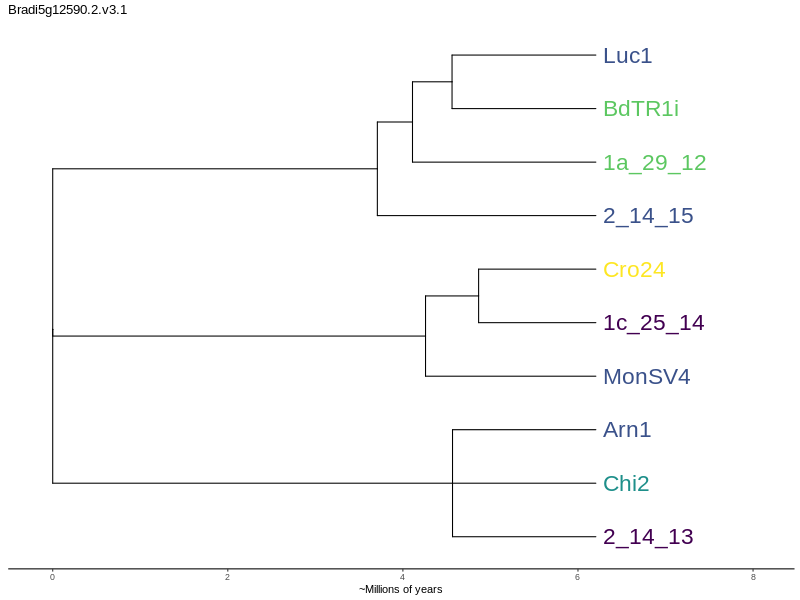 Bradi5g12590.2.v3.1
Luc1
BdTR1i
1a_29_12
2_14_15
Cro24
1c_25_14
MonSV4
Arn1
Chi2
2_14_13
0 2 4 6 8
~Millions of years